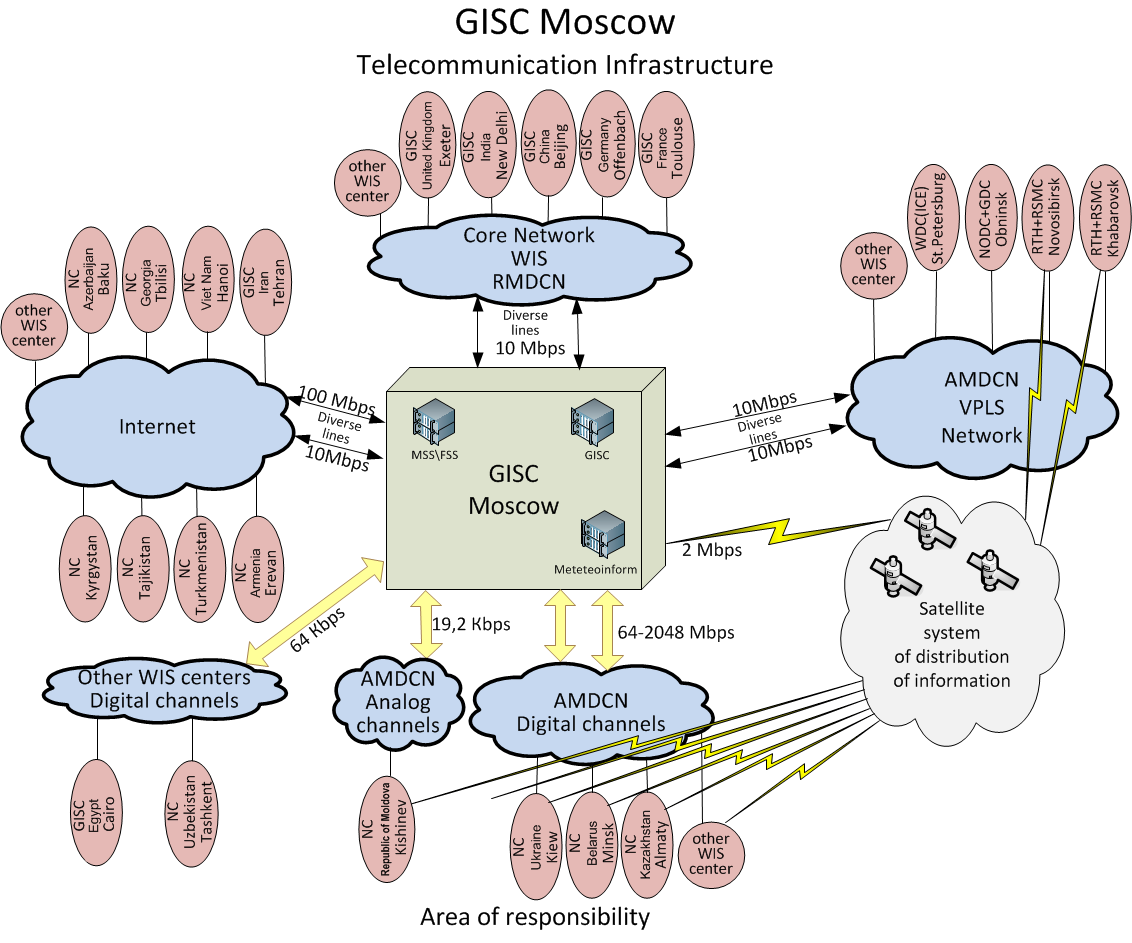 GISC Moscow
Telecommunication Infrastructure
other
WIS
center
GISC
United Kingdom
Exeter
GISC
India
New Delhi
GISC
China
Beijing
GISC
Germany
Offenbach
GISC
France
Toulouse
Core Network
WIS
RMDCN
Diverse
lines
10 Mbps
other
WIS
center
NC
Azerbaijan
Baku
NC
Georgia
Tbilisi
NC
Viet Nam
Hanoi
GISC
Iran
Tehran
Internet
100 Mbps
Diverse
lines
10Mbps
NC
Kyrgystan
NC
Tajikistan
NC
Turkmenistan
NC
Armenia
Erevan
other
WIS
center
WDC(ICE)
St.Petersburg
NODC+GDC
Obninsk
RTH+RSMC
Novosibirsk
RTH+RSMC
Khabarovsk
AMDCN
VPLS
Network
10Mbps
Diverse
lines
10Mbps
MSS\FSS
GISC
GISC
Moscow
Meteteoinform
2 Mbps
Satellite
system
of distribution
of information
64 Kbps
19,2 Kbps
64-2048 Mbps
Other WIS centers
Digital channels
AMDCN
Analog
channels
AMDCN
Digital channels
GISC
Egypt
Cairo
NC
Uzbekistan
Tashkent
NC
Republic of Moldova
Kishinev
NC
Ukraine
Kiew
NC
Belarus
Minsk
NC
Kazakhstan
Almaty
other
WIS
center
Area of responsibility